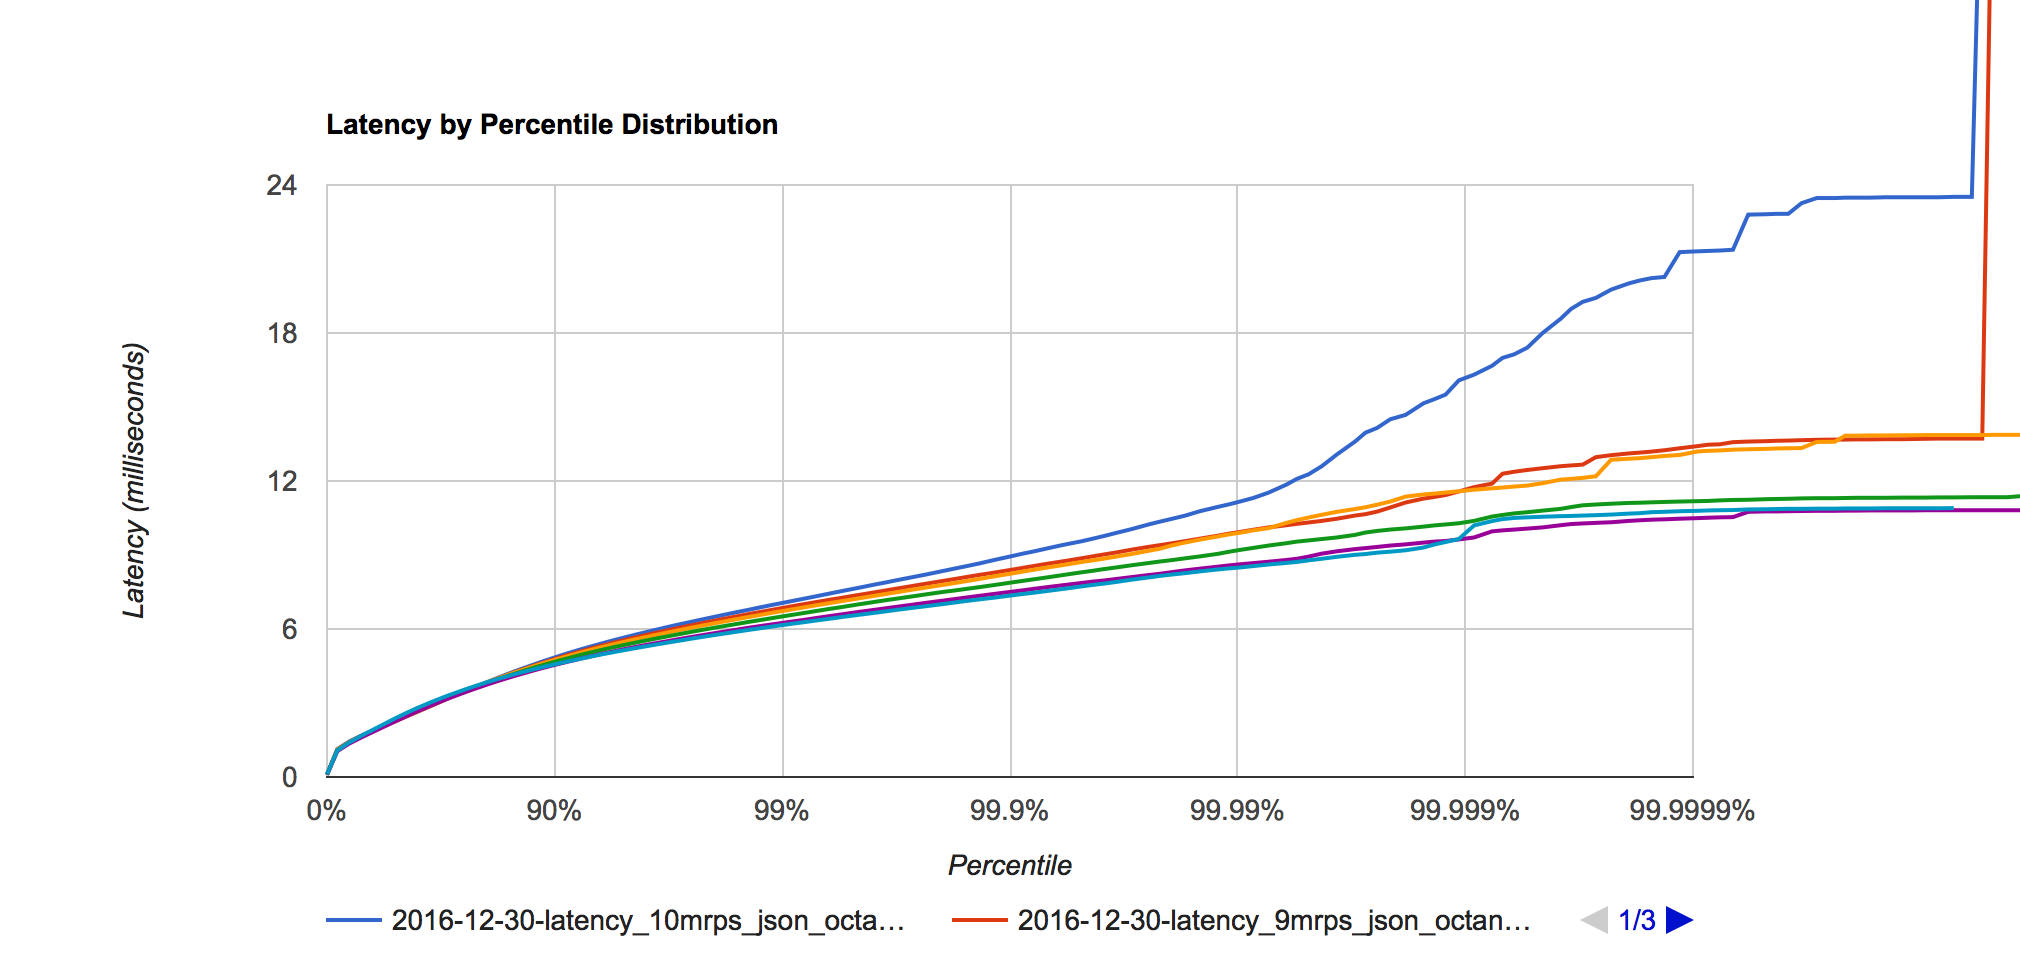 Latency by Percentile Distribution
24
18
12
6
0
Latency (milliseconds)
0% 90% 99% 99.9% 99.99% 99.999% 99.9999%
Percentile
2016-12-30-latency_10mrps_json_octa... 2016-12-30-latency_9mrps_json_octan... 1/3